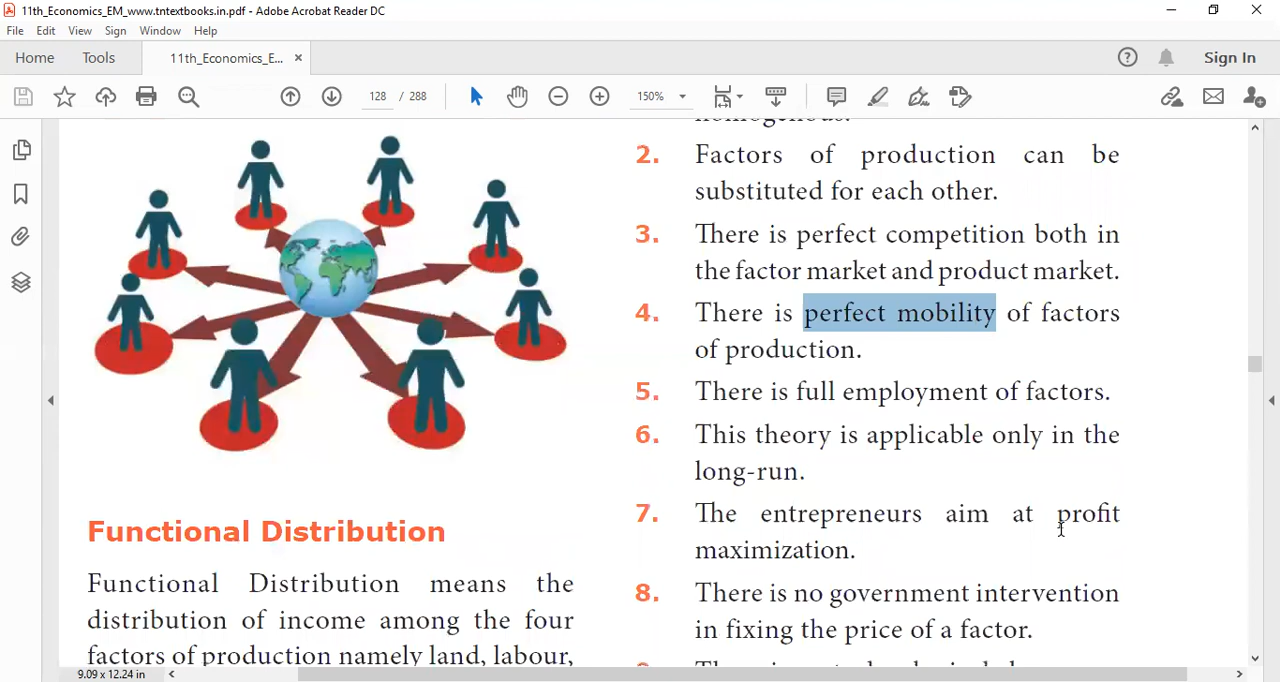 11th_Economics_EM_www.tntextbooks.in.pdf - Adobe Acrobat Reader DC
File Edit View Sign Window Help
Home Tools 11th_Economics_E... × Sign In
128 / 288 150%
Functional Distribution
Functional Distribution means the
distribution of income among the four
factors of production namely land, labour,
homogenous.
2. Factors of production can be
substituted for each other.
3. There is perfect competition both in
the factor market and product market.
4. There is perfect mobility of factors
of production.
5. There is full employment of factors.
6. This theory is applicable only in the
long-run.
7. The entrepreneurs aim at profit
maximization.
8. There is no government intervention
in fixing the price of a factor.
9.09 x 12.24 in